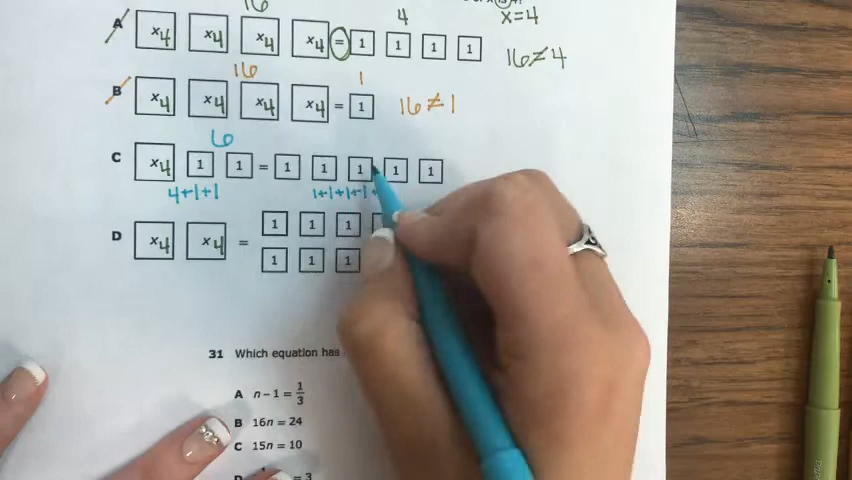 16 4 x=4
A x4 x4 x4 x4 = 1 1 1 1 16≠4
16 1
B x4 x4 x4 x4 = 1 16≠1
6
C x4 1 1 = 1 1 1 1 1
4+1+1 1+1+1+1+
D x4 x4 = 1 1 1
1 1 1
31 Which equation has
A n − 1 = 1/3
B 16n = 24
C 15n = 10
D = 3